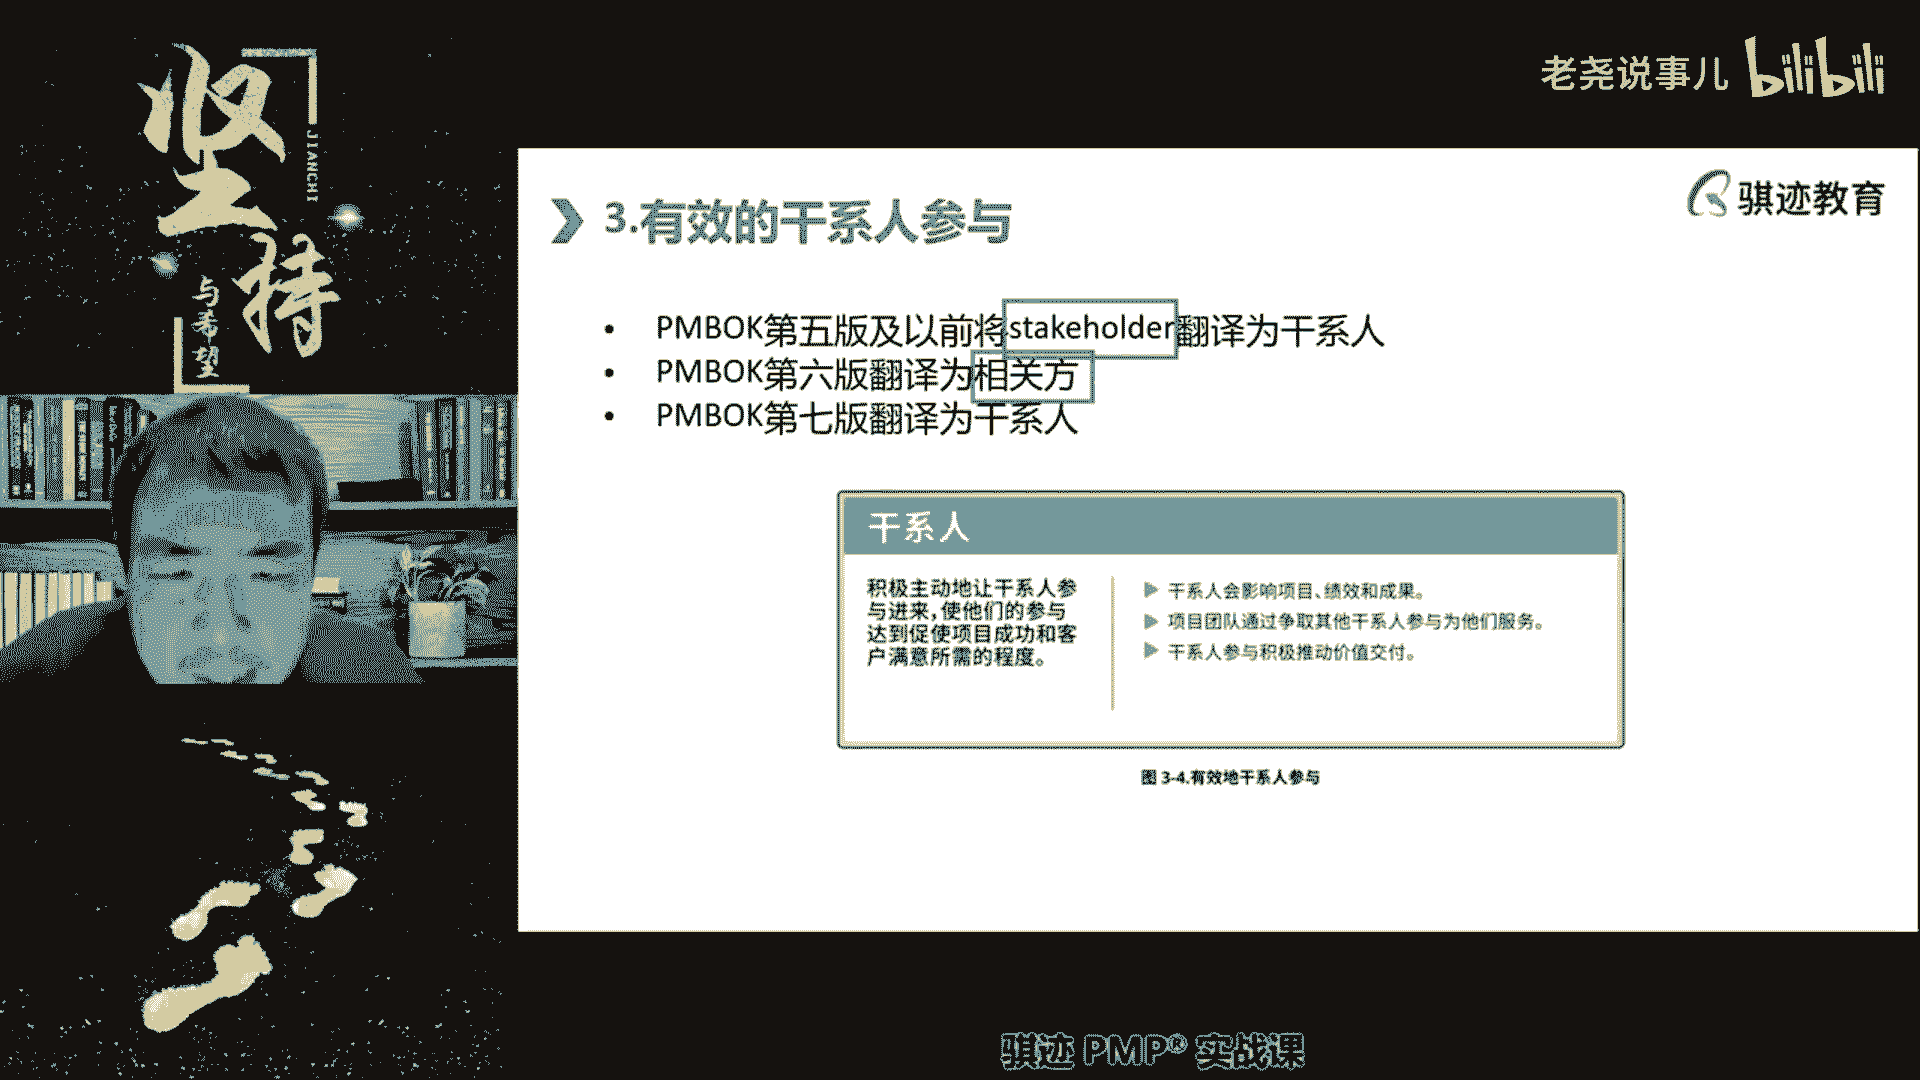 坚持
JIANCHI
与希望
老尧说事儿 bilibili
骐迹教育
3.有效的干系人参与
• PMBOK第五版及以前将stakeholder翻译为干系人
• PMBOK第六版翻译为相关方
• PMBOK第七版翻译为干系人
干系人
积极主动地让干系人参
与进来,使他们的参与
达到促使项目成功和客
户满意所需的程度。
干系人会影响项目、绩效和成果。
项目团队通过争取其他干系人参与为他们服务。
干系人参与积极推动价值交付。
图 3-4.有效地干系人参与
骐迹 PMP® 实战课